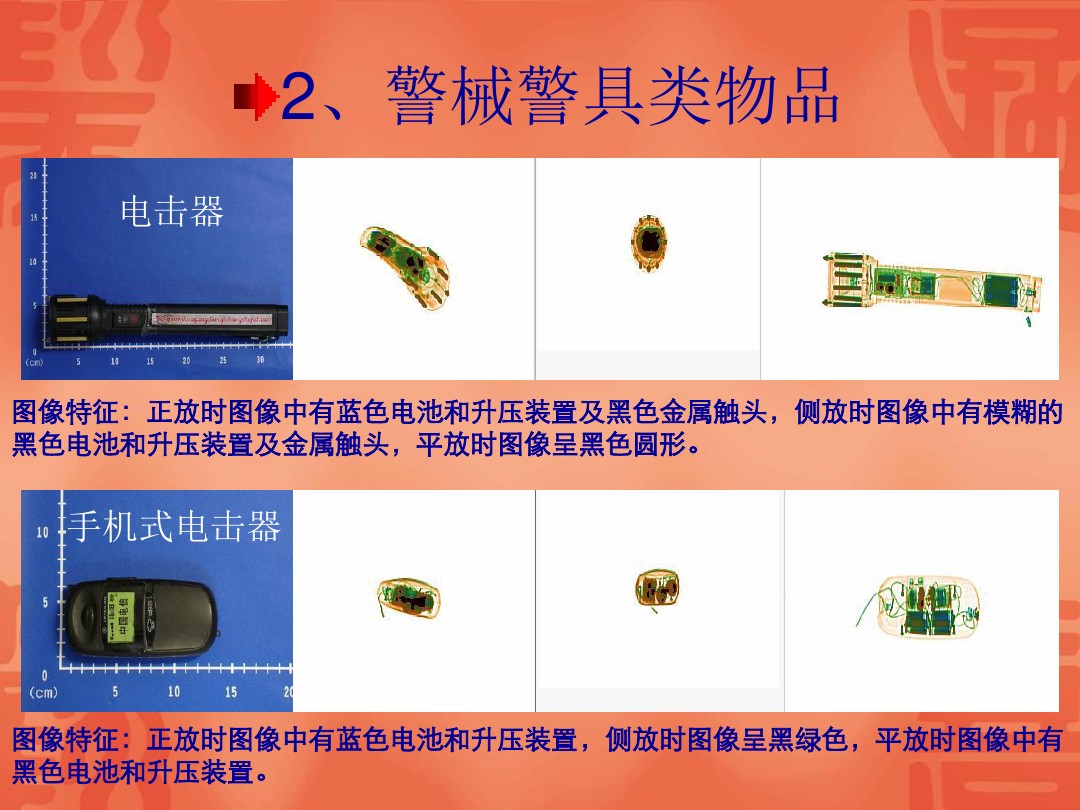 2、警械警具类物品
电击器
20
15
10
5
0
(cm)
5 10 15 20 25 30
图像特征：正放时图像中有蓝色电池和升压装置及黑色金属触头，侧放时图像中有模糊的
黑色电池和升压装置及金属触头，平放时图像呈黑色圆形。
手机式电击器
10
5
0
(cm)
5 10 15 20
中国电信
图像特征：正放时图像中有蓝色电池和升压装置，侧放时图像呈黑绿色，平放时图像中有
黑色电池和升压装置。